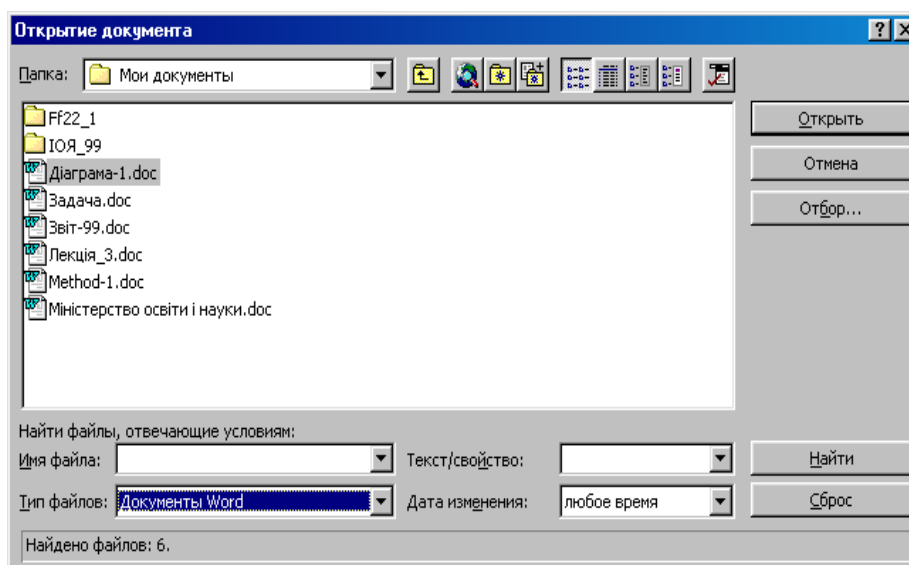 Открытие документа
Папка: Мои документы
Ff22_1
ІОЯ_99
Діаграма-1.doc
Задача.doc
Звіт-99.doc
Лекція_3.doc
Method-1.doc
Міністерство освіти і науки.doc
Открыть
Отмена
Отбор...
Найти файлы, отвечающие условиям:
Имя файла: Текст/свойство: Найти
Тип файлов: Документы Word Дата изменения: любое время Сброс
Найдено файлов: 6.